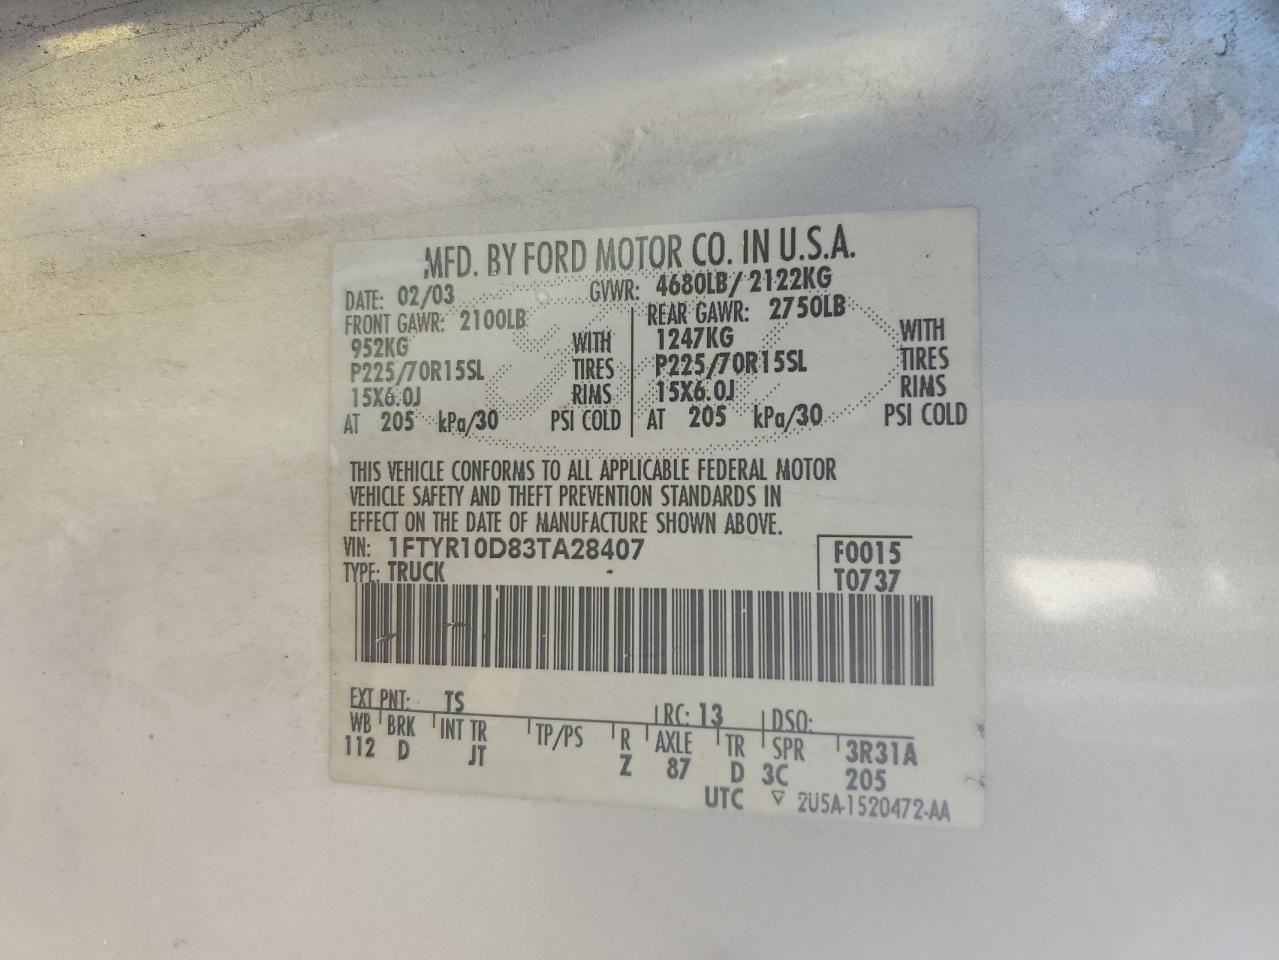 MFD. BY FORD MOTOR CO. IN U.S.A.
DATE: 02/03 GVWR: 4680LB/ 2122KG
FRONT GAWR: 2100LB REAR GAWR: 2750LB
952KG WITH 1247KG WITH
P225/70R15SL TIRES P225/70R15SL TIRES
15X6.0J RIMS 15X6.0J RIMS
AT 205 kPa/30 PSI COLD AT 205 kPa/30 PSI COLD
THIS VEHICLE CONFORMS TO ALL APPLICABLE FEDERAL MOTOR
VEHICLE SAFETY AND THEFT PREVENTION STANDARDS IN
EFFECT ON THE DATE OF MANUFACTURE SHOWN ABOVE.
VIN: 1FTYR10D83TA28407 F0015
TYPE: TRUCK T0737
EXT PNT: TS RC: 13 DSO:
WB BRK INT TR TP/PS R AXLE TR SPR 3R31A
112 D JT Z 87 D 3C 205
UTC ▽ 2U5A-1520472-AA